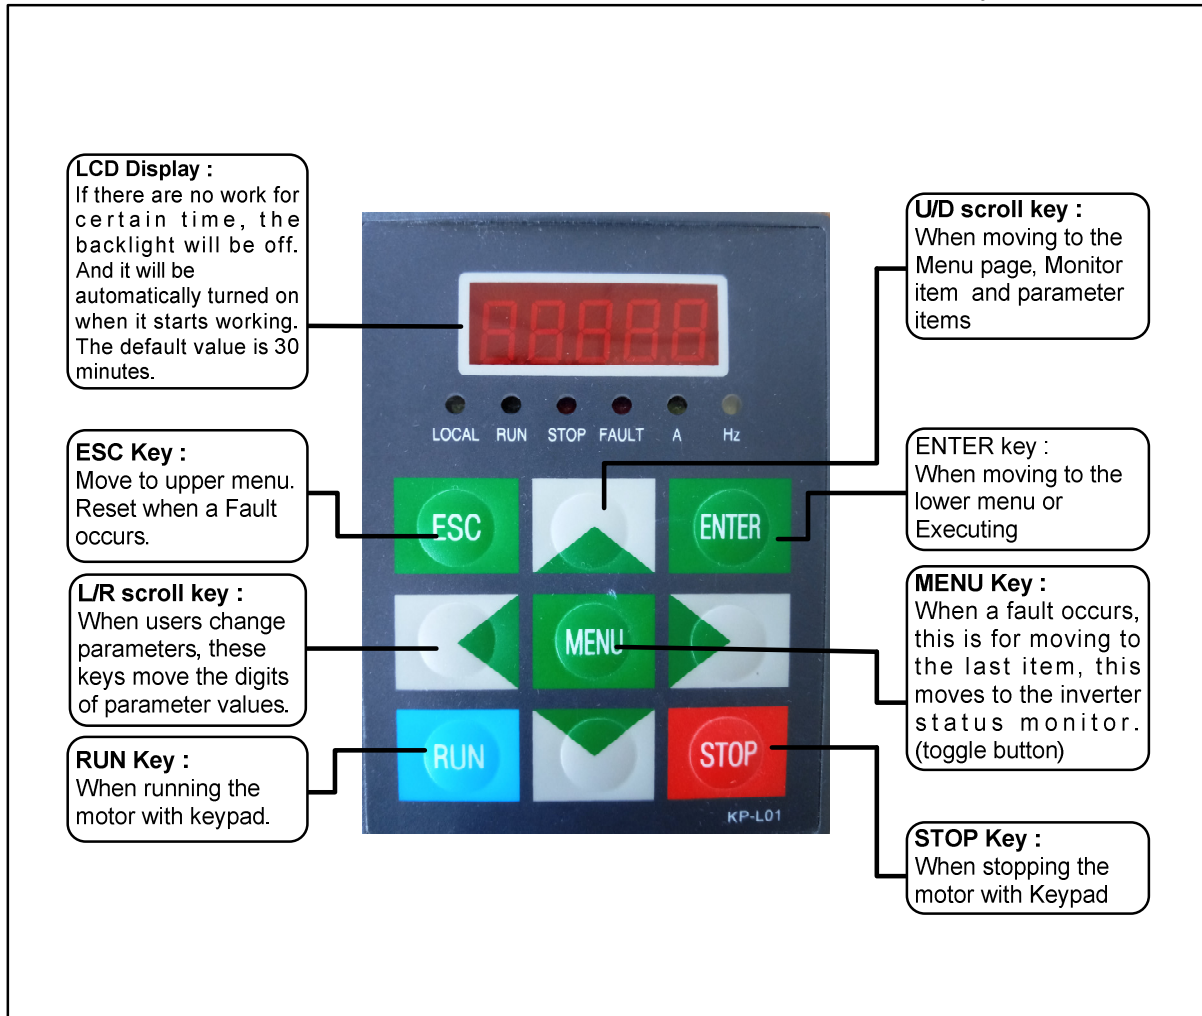 LCD Display :
If there are no work for
certain time, the
backlight will be off.
And it will be
automatically turned on
when it starts working.
The default value is 30
minutes.
ESC Key :
Move to upper menu.
Reset when a Fault
occurs.
L/R scroll key :
When users change
parameters, these
keys move the digits
of parameter values.
RUN Key :
When running the
motor with keypad.
LOCAL RUN STOP FAULT A Hz
ESC
ENTER
MENU
RUN
STOP
KP-L01
U/D scroll key :
When moving to the
Menu page, Monitor
item and parameter
items
ENTER key :
When moving to the
lower menu or
Executing
MENU Key :
When a fault occurs,
this is for moving to
the last item, this
moves to the inverter
status monitor.
(toggle button)
STOP Key :
When stopping the
motor with Keypad